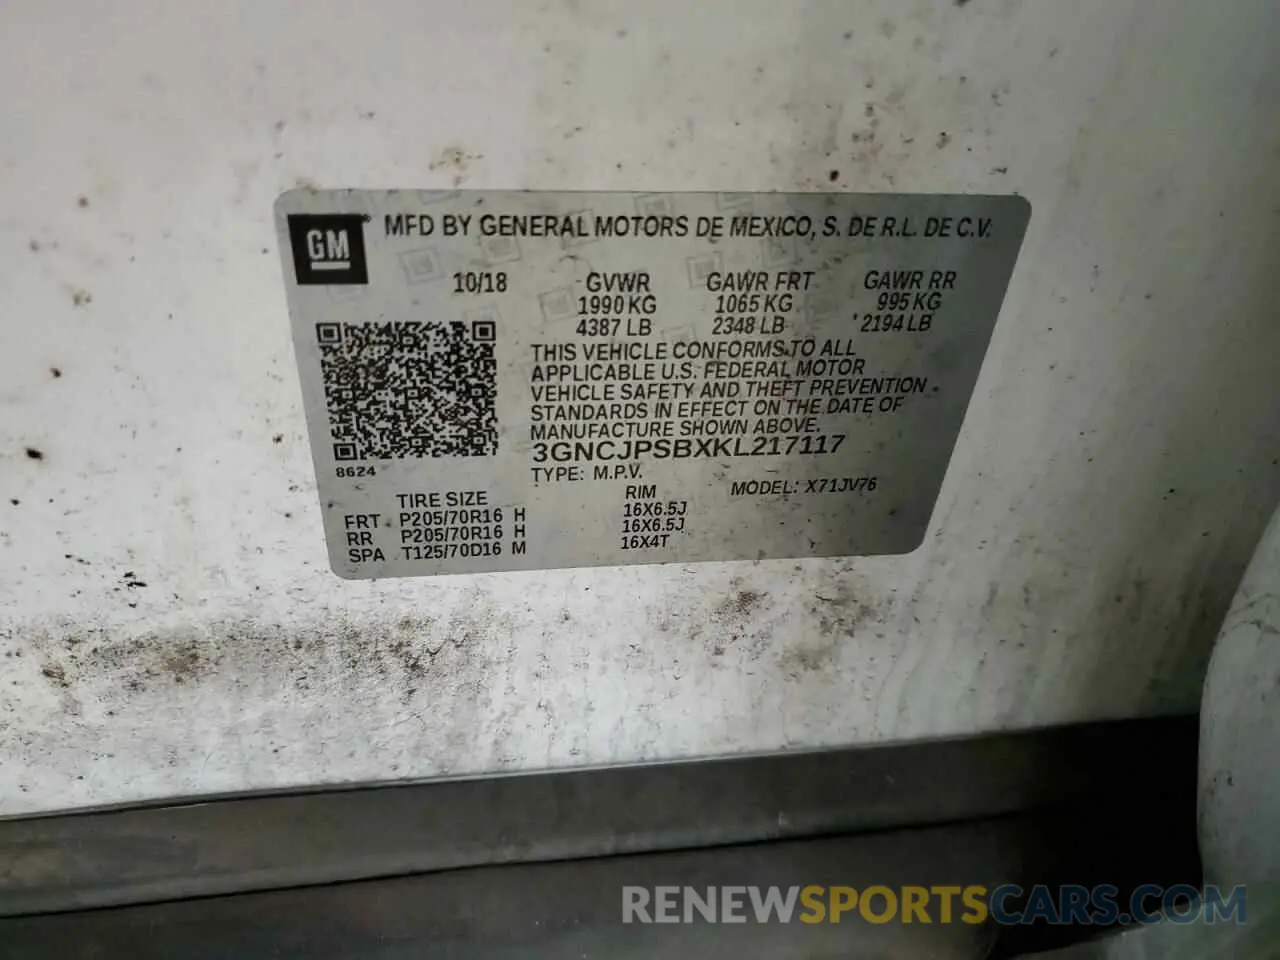 GM® MFD BY GENERAL MOTORS DE MEXICO, S. DE R.L. DE C.V.
10/18 GVWR GAWR FRT GAWR RR
1990 KG 1065 KG 995 KG
4387 LB 2348 LB 2194 LB
THIS VEHICLE CONFORMS TO ALL
APPLICABLE U.S. FEDERAL MOTOR
VEHICLE SAFETY AND THEFT PREVENTION
STANDARDS IN EFFECT ON THE DATE OF
MANUFACTURE SHOWN ABOVE.
3GNCJPSBXKL217117
8624
TYPE: M.P.V.
TIRE SIZE RIM MODEL: X71JV76
FRT P205/70R16 H 16X6.5J
RR P205/70R16 H 16X6.5J
SPA T125/70D16 M 16X4T
RENEWSPORTSCARS.COM